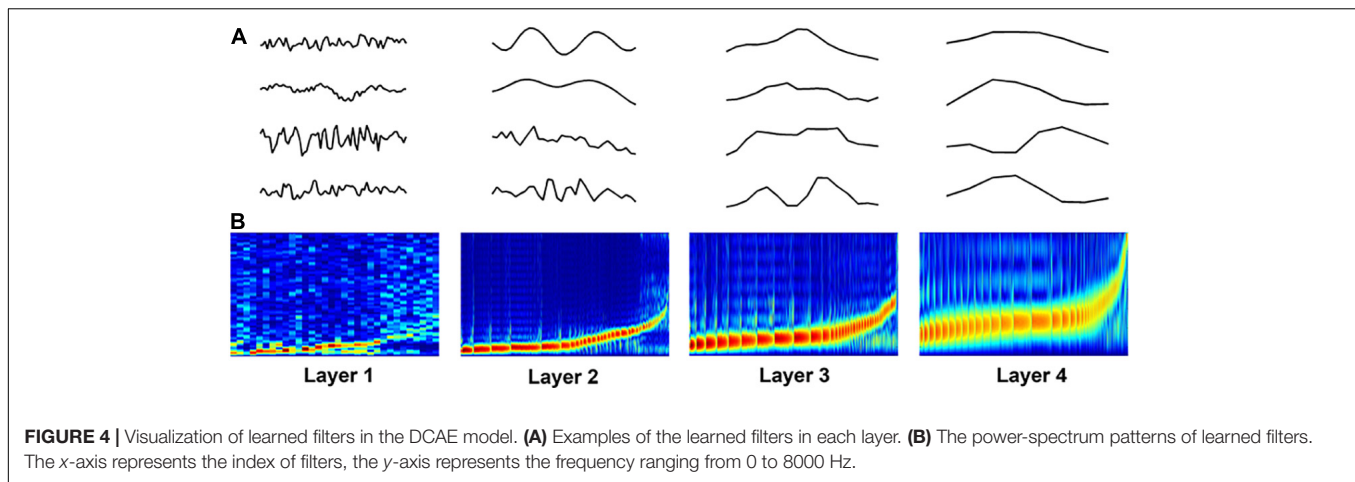 A
B
Layer 1
Layer 2
Layer 3
Layer 4
FIGURE 4 | Visualization of learned filters in the DCAE model. (A) Examples of the learned filters in each layer. (B) The power-spectrum patterns of learned filters.
The x-axis represents the index of filters, the y-axis represents the frequency ranging from 0 to 8000 Hz.